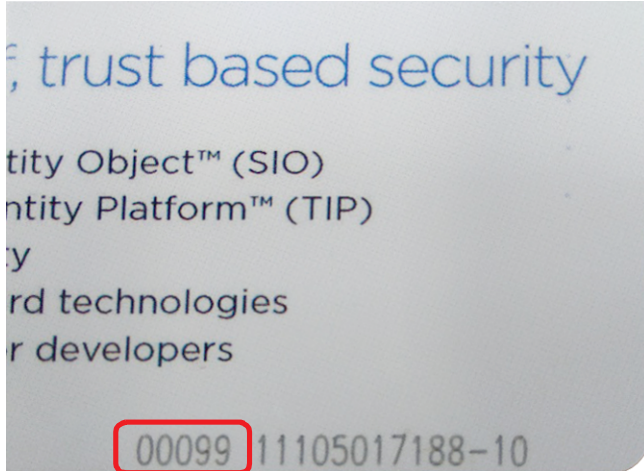 trust based security
tity Object™ (SIO)
ntity Platform™ (TIP)
ty
rd technologies
r developers
00099 11105017188-10